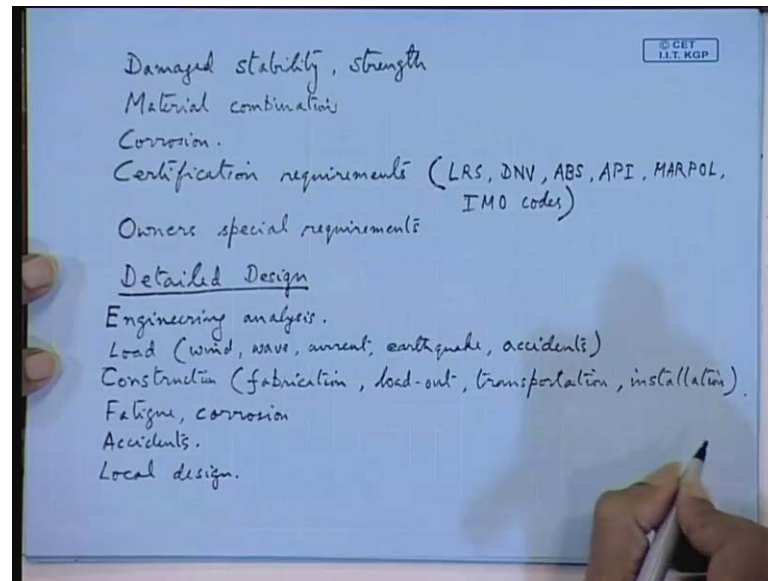 © CET
I.I.T. KGP
Damaged stability, strength
Material combinations
Corrosion.
Certification requirements (LRS, DNV, ABS, API, MARPOL,
IMO codes)
Owners special requirements
Detailed Design
Engineering analysis.
Load (wind, wave, current, earthquake, accidents)
Construction (fabrication, load-out, transportation, installation).
Fatigue, corrosion
Accidents.
Local design.